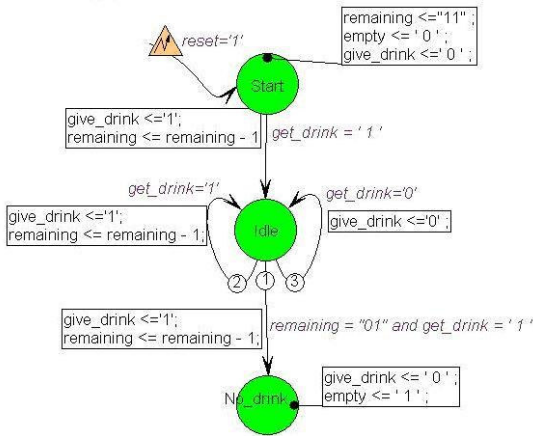 reset='1'
remaining <="11" ;
empty <= ' 0 ' ;
give_drink <=' 0 ' ;
Start
give_drink <='1';
remaining <= remaining - 1
get_drink = ' 1 '
get_drink='1'
get_drink='0'
give_drink <='1';
remaining <= remaining - 1;
Idle
give_drink <='0' ;
2
1
3
give_drink <='1';
remaining <= remaining - 1;
remaining = "01" and get_drink = ' 1 '
No_drink
give_drink <= ' 0 ' ;
empty <= ' 1 ' ;